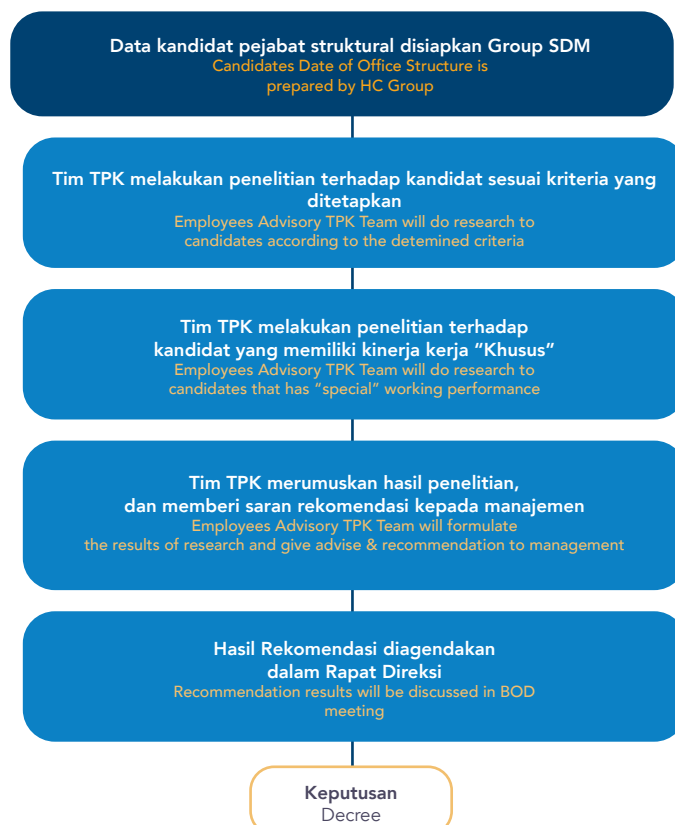 Data kandidat pejabat struktural disiapkan Group SDM
Candidates Date of Office Structure is
prepared by HC Group
Tim TPK melakukan penelitian terhadap kandidat sesuai kriteria yang
ditetapkan
Employees Advisory TPK Team will do research to
candidates according to the detemined criteria
Tim TPK melakukan penelitian terhadap
kandidat yang memiliki kinerja kerja “Khusus”
Employees Advisory TPK Team will do research to
candidates that has “special” working performance
Tim TPK merumuskan hasil penelitian,
dan memberi saran rekomendasi kepada manajemen
Employees Advisory TPK Team will formulate
the results of research and give advise & recommendation to management
Hasil Rekomendasi diagendakan
dalam Rapat Direksi
Recommendation results will be discussed in BOD
meeting
Keputusan
Decree